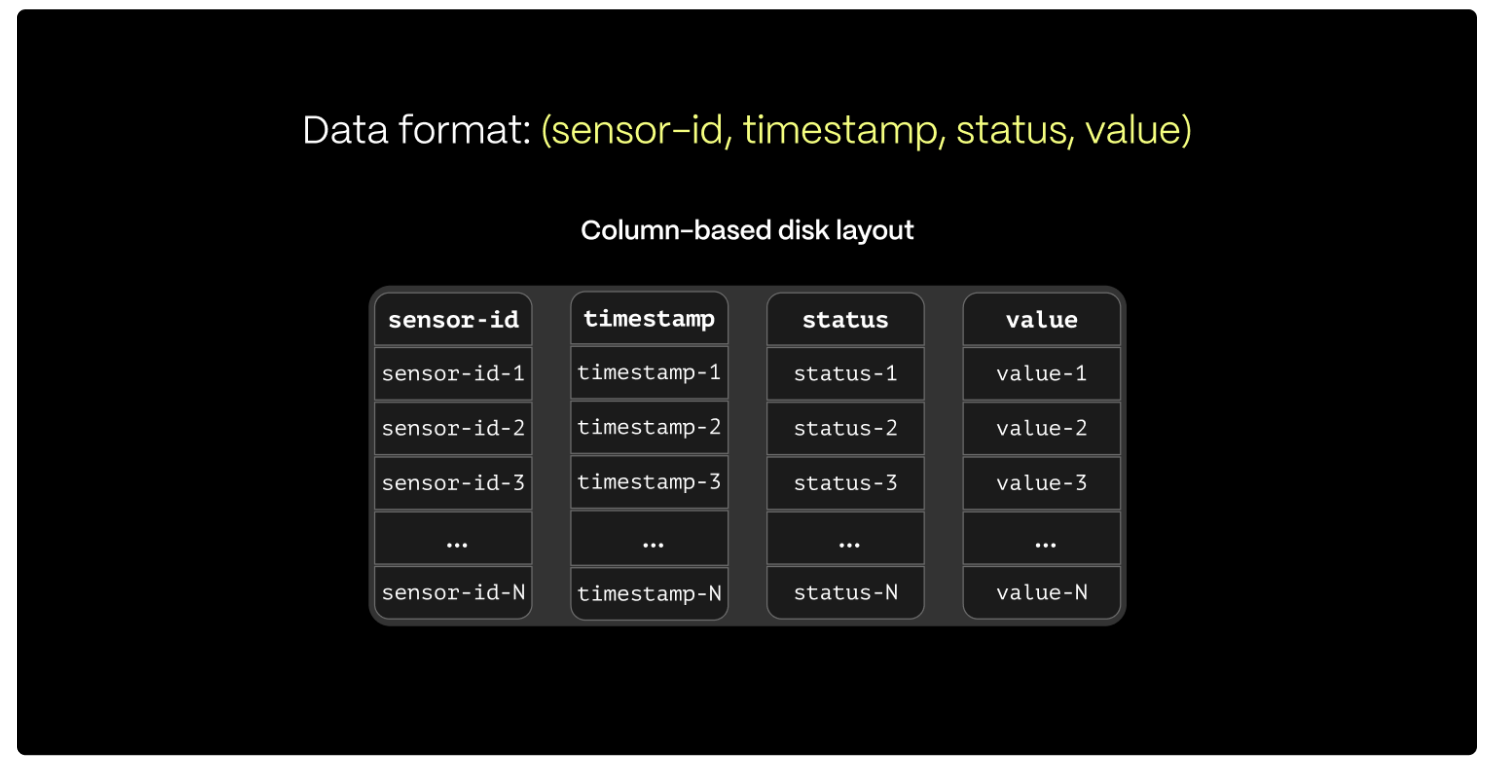 Data format: (sensor-id, timestamp, status, value)
Column-based disk layout
sensor-id timestamp status value
sensor-id-1 timestamp-1 status-1 value-1
sensor-id-2 timestamp-2 status-2 value-2
sensor-id-3 timestamp-3 status-3 value-3
... ... ... ...
sensor-id-N timestamp-N status-N value-N